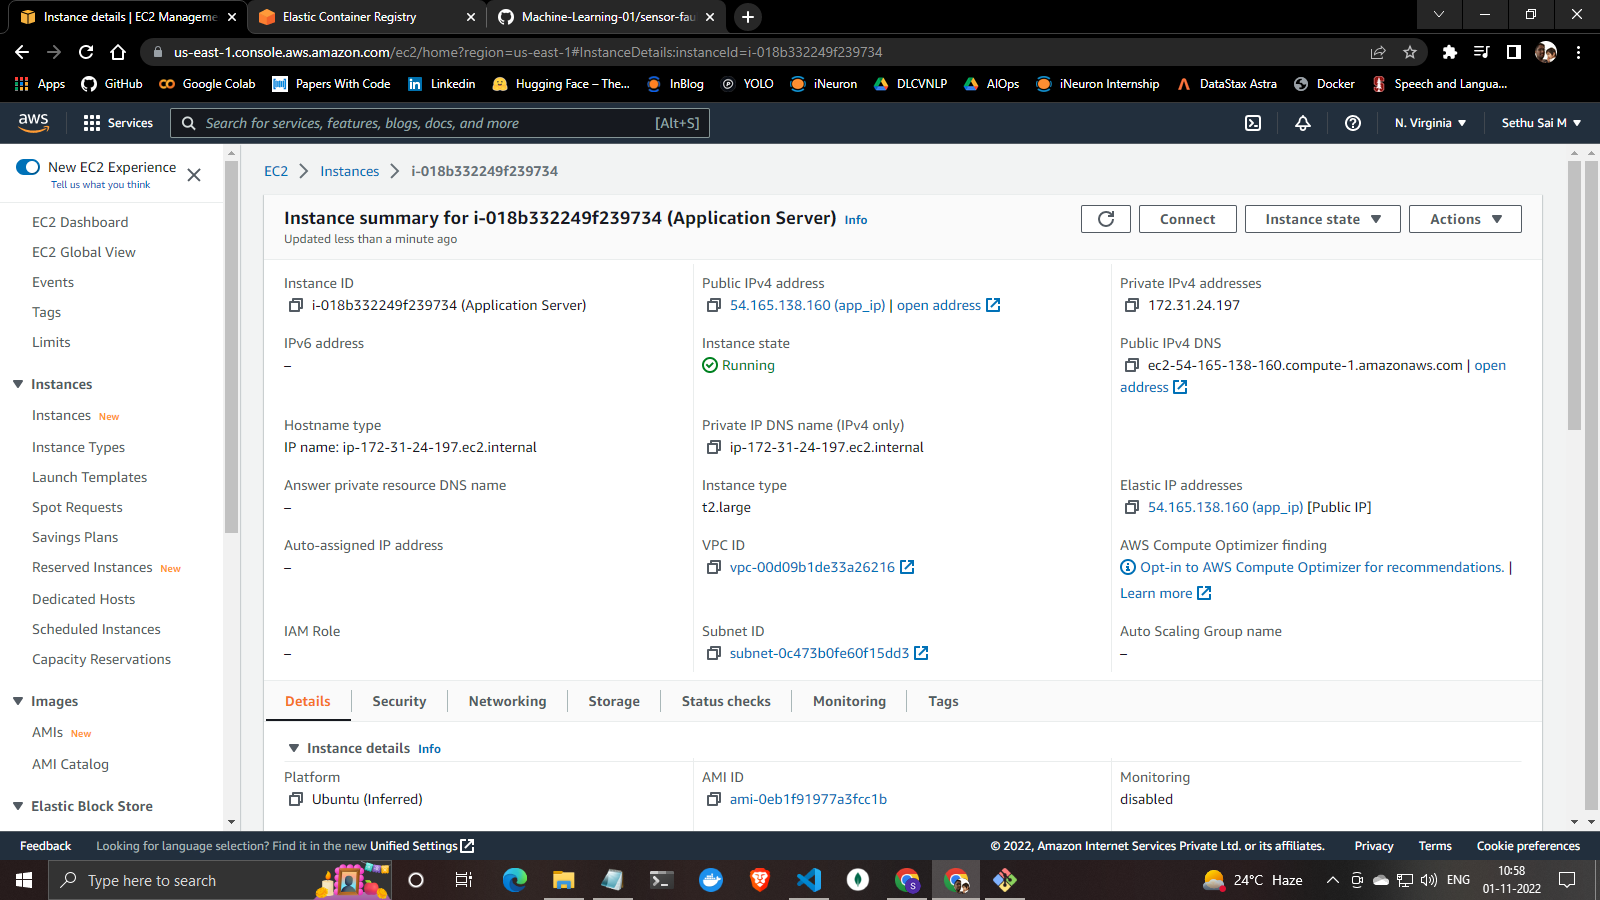 Instance details | EC2 Manageme
Elastic Container Registry
Machine-Learning-01/sensor-fau
us-east-1.console.aws.amazon.com/ec2/home?region=us-east-1#InstanceDetails:instanceId=i-018b332249f239734
Apps GitHub Google Colab Papers With Code Linkedin Hugging Face – The... InBlog YOLO iNeuron DLCVNLP AIOps iNeuron Internship DataStax Astra Docker Speech and Langua...
aws Services Search for services, features, blogs, docs, and more [Alt+S] N. Virginia Sethu Sai M
New EC2 Experience
Tell us what you think
EC2 Dashboard
EC2 Global View
Events
Tags
Limits
Instances
Instances New
Instance Types
Launch Templates
Spot Requests
Savings Plans
Reserved Instances New
Dedicated Hosts
Scheduled Instances
Capacity Reservations
Images
AMIs New
AMI Catalog
Elastic Block Store
EC2 Instances i-018b332249f239734
Instance summary for i-018b332249f239734 (Application Server) Info
Updated less than a minute ago
Connect Instance state Actions
Instance ID
i-018b332249f239734 (Application Server)
Public IPv4 address
54.165.138.160 (app_ip) | open address
Private IPv4 addresses
172.31.24.197
IPv6 address
–
Instance state
Running
Public IPv4 DNS
ec2-54-165-138-160.compute-1.amazonaws.com | open
address
Hostname type
IP name: ip-172-31-24-197.ec2.internal
Private IP DNS name (IPv4 only)
ip-172-31-24-197.ec2.internal
Answer private resource DNS name
–
Instance type
t2.large
Elastic IP addresses
54.165.138.160 (app_ip) [Public IP]
Auto-assigned IP address
–
VPC ID
vpc-00d09b1de33a26216
AWS Compute Optimizer finding
Opt-in to AWS Compute Optimizer for recommendations. |
Learn more
IAM Role
–
Subnet ID
subnet-0c473b0fe60f15dd3
Auto Scaling Group name
–
Details Security Networking Storage Status checks Monitoring Tags
Instance details Info
Platform
Ubuntu (Inferred)
AMI ID
ami-0eb1f91977a3fcc1b
Monitoring
disabled
Feedback Looking for language selection? Find it in the new Unified Settings © 2022, Amazon Internet Services Private Ltd. or its affiliates. Privacy Terms Cookie preferences
Type here to search
24°C Haze
ENG
10:58
01-11-2022